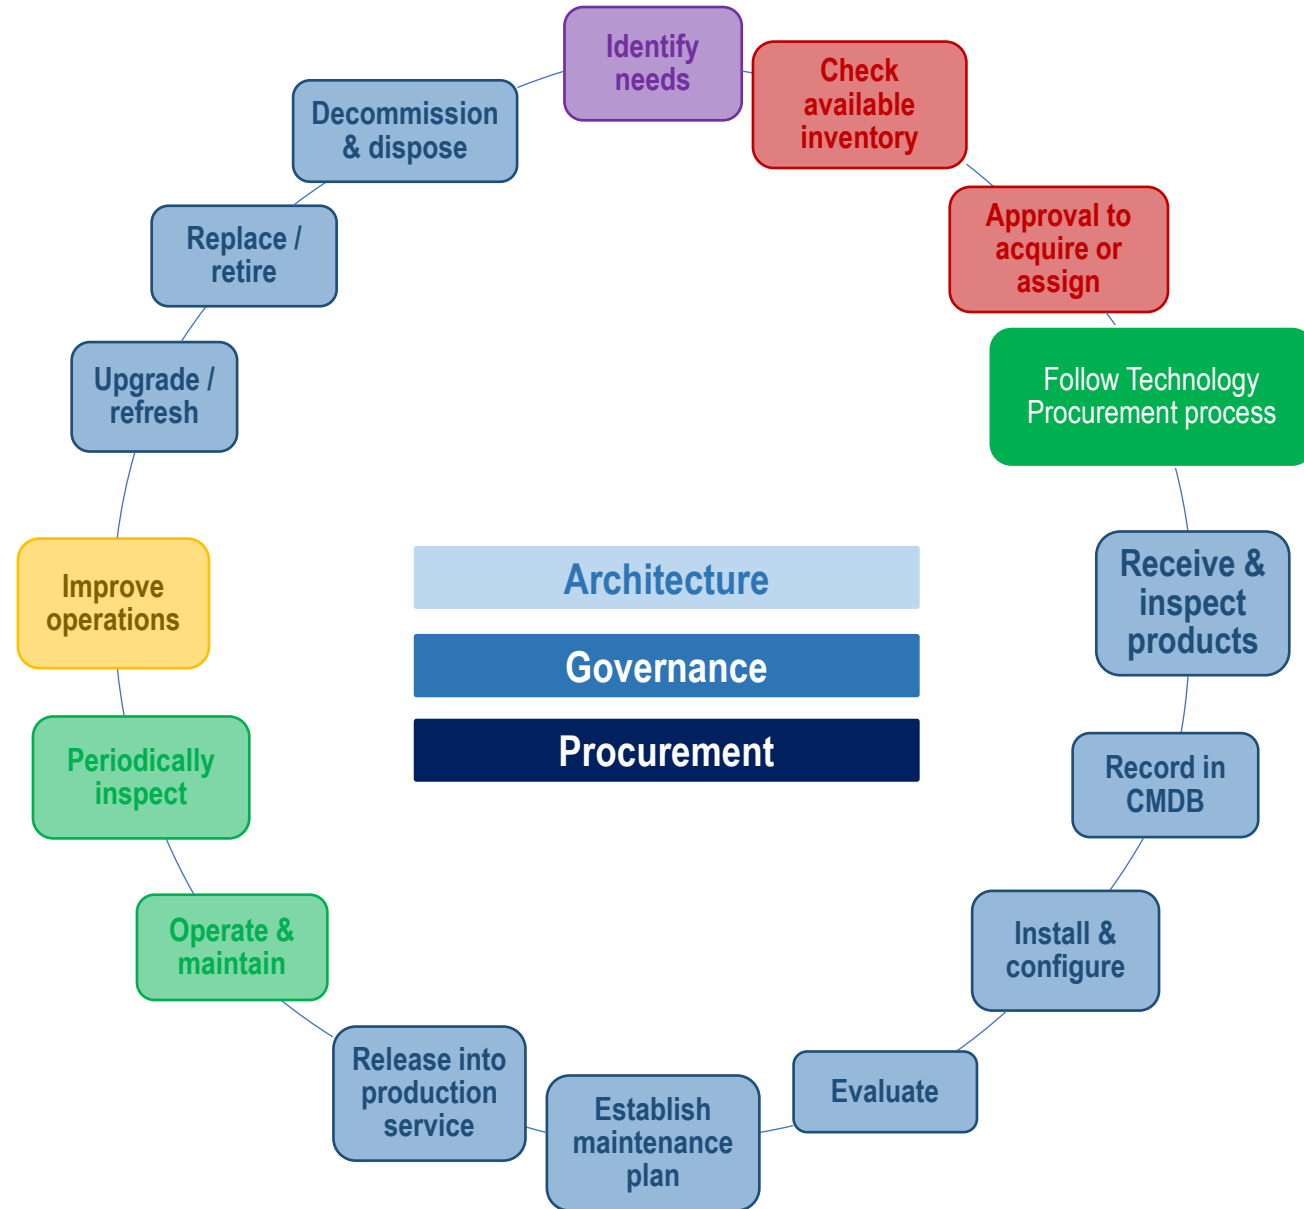 Identify
needs
Check
available
inventory
Approval to
acquire or
assign
Follow Technology
Procurement process
Receive &
inspect
products
Record in
CMDB
Install &
configure
Evaluate
Establish
maintenance
plan
Release into
production
service
Operate &
maintain
Periodically
inspect
Improve
operations
Upgrade /
refresh
Replace /
retire
Decommission
& dispose
Architecture
Governance
Procurement